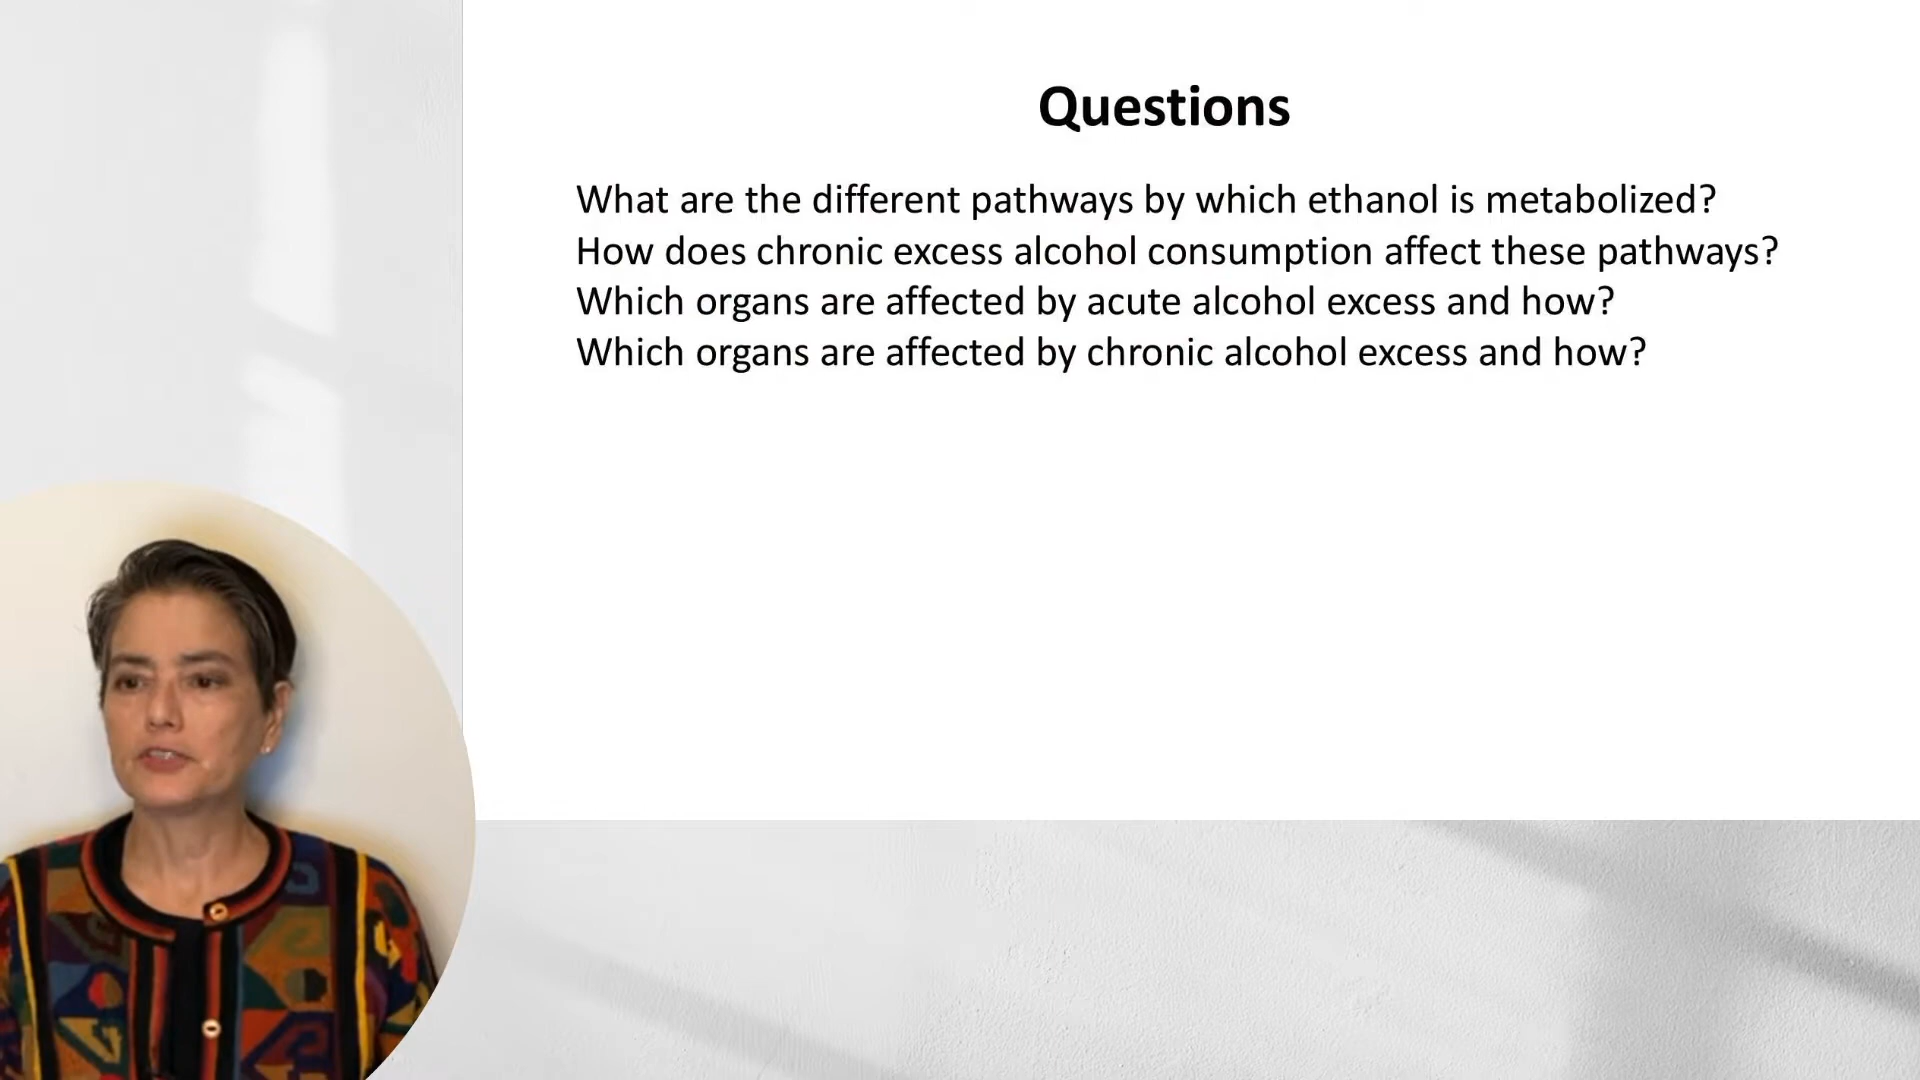 Questions
What are the different pathways by which ethanol is metabolized?
How does chronic excess alcohol consumption affect these pathways?
Which organs are affected by acute alcohol excess and how?
Which organs are affected by chronic alcohol excess and how?